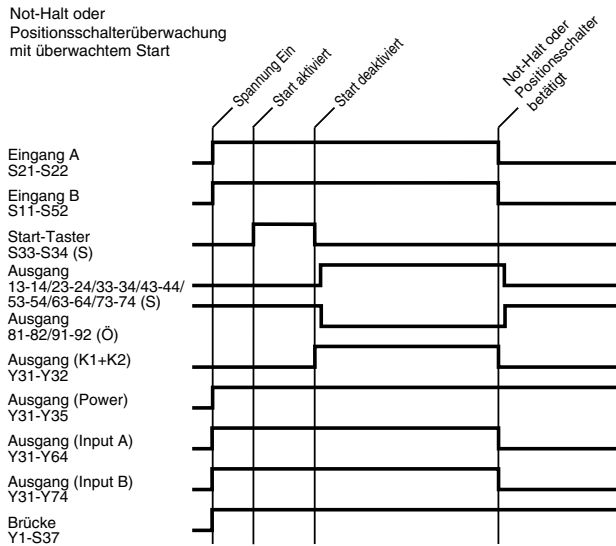 Not-Halt oder
Positionsschalterüberwachung
mit überwachtem Start
Spannung Ein
Start aktiviert
Start deaktiviert
Not-Halt oder
Positionsschalter
betätigt
Eingang A
S21-S22
Eingang B
S11-S52
Start-Taster
S33-S34 (S)
Ausgang
13-14/23-24/33-34/43-44/
53-54/63-64/73-74 (S)
Ausgang
81-82/91-92 (Ö)
Ausgang (K1+K2)
Y31-Y32
Ausgang (Power)
Y31-Y35
Ausgang (Input A)
Y31-Y64
Ausgang (Input B)
Y31-Y74
Brücke
Y1-S37